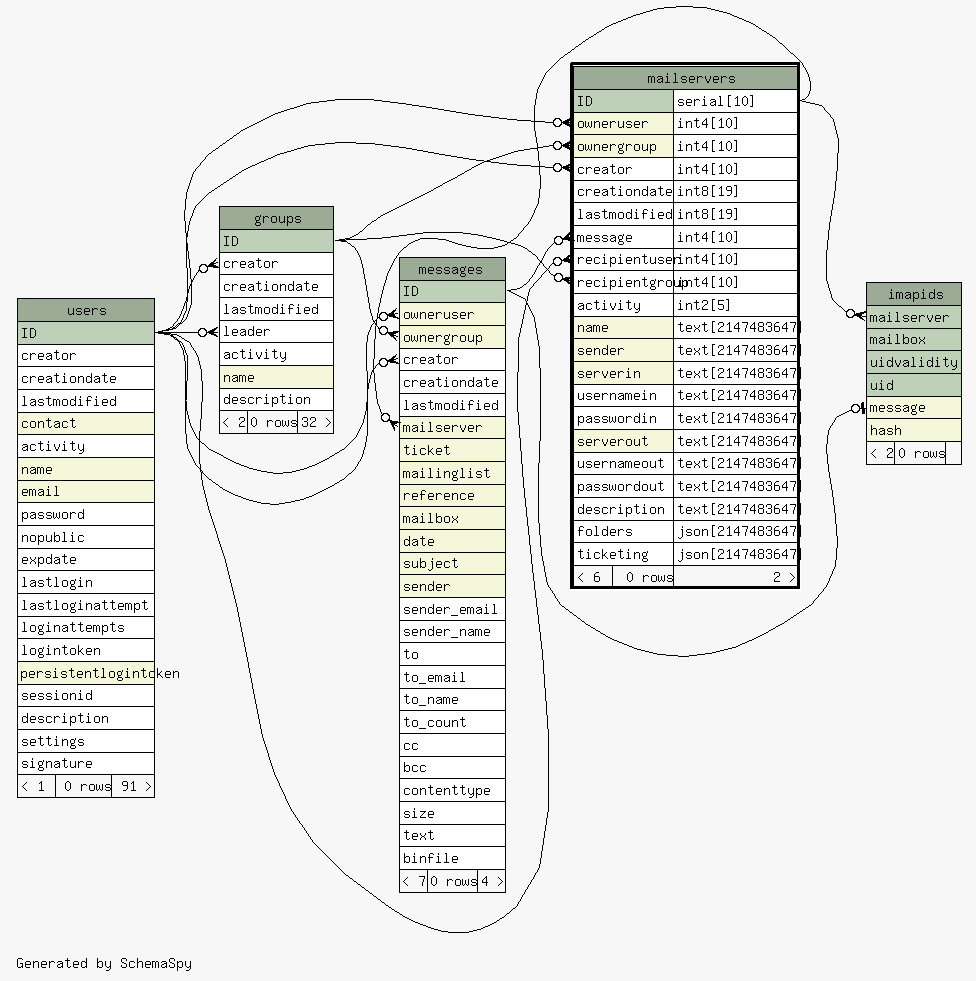 mailservers
ID serial[10]
owneruser int4[10]
ownergroup int4[10]
creator int4[10]
creationdate int8[19]
lastmodified int8[19]
message int4[10]
recipientuser int4[10]
recipientgroup int4[10]
activity int2[5]
name text[2147483647]
sender text[2147483647]
serverin text[2147483647]
usernamein text[2147483647]
passwordin text[2147483647]
serverout text[2147483647]
usernameout text[2147483647]
passwordout text[2147483647]
description text[2147483647]
folders json[2147483647]
ticketing json[2147483647]
< 6 0 rows 2 >
groups
ID
creator
creationdate
lastmodified
leader
activity
name
description
< 2 0 rows 32 >
messages
ID
owneruser
ownergroup
creator
creationdate
lastmodified
mailserver
ticket
mailinglist
reference
mailbox
date
subject
sender
sender_email
sender_name
to
to_email
to_name
to_count
cc
bcc
contenttype
size
text
binfile
< 7 0 rows 4 >
imapids
mailserver
mailbox
uidvalidity
uid
message
hash
< 2 0 rows
users
ID
creator
creationdate
lastmodified
contact
activity
name
email
password
nopublic
expdate
lastlogin
lastloginattempt
loginattempts
logintoken
persistentlogintoken
sessionid
description
settings
signature
< 1 0 rows 91 >
Generated by SchemaSpy